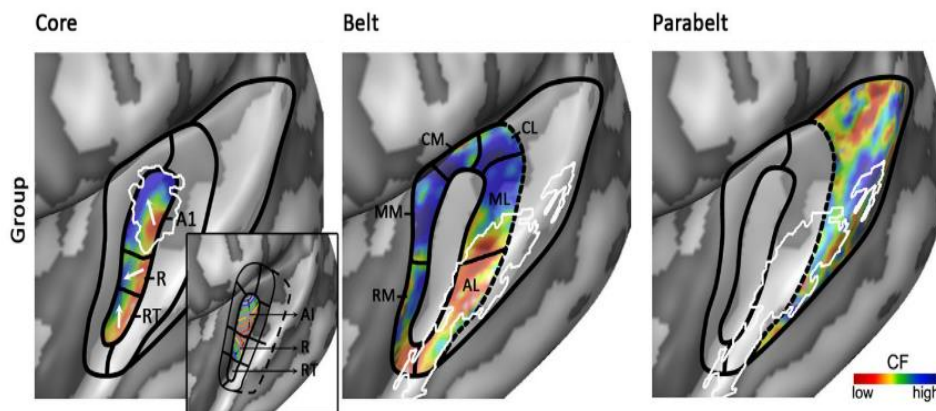 Core
Belt
Parabelt
Group
A1
R
RT
AI
R
RT
CM
CL
MM
ML
RM
AL
CF
low high